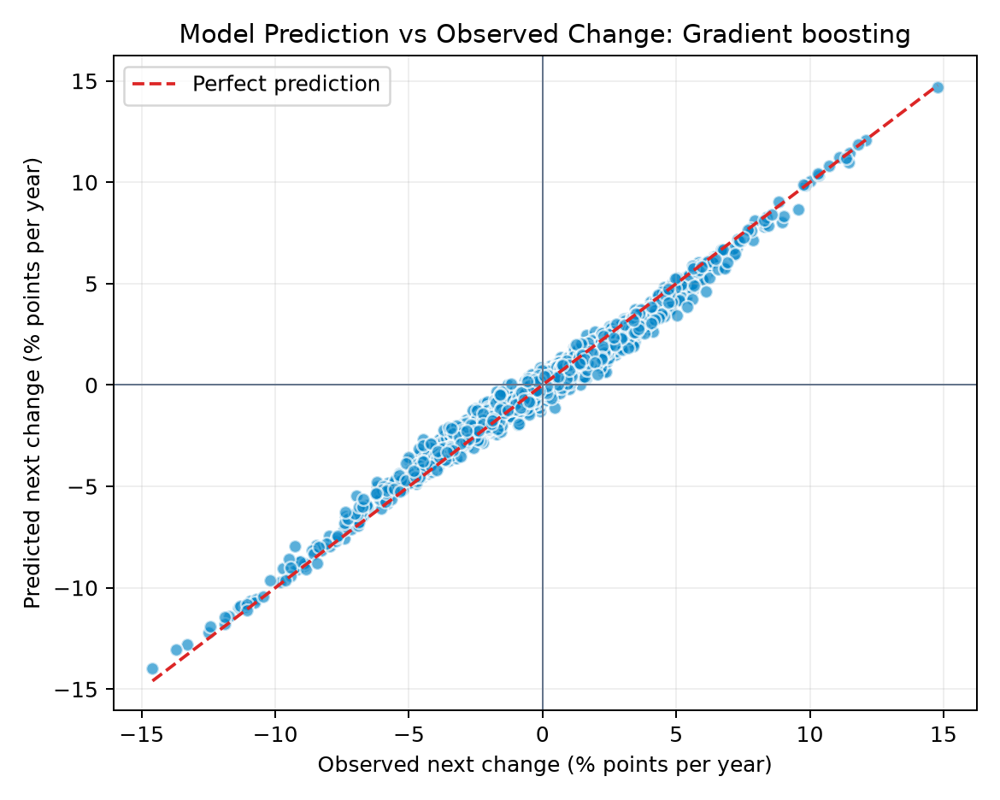 Model Prediction vs Observed Change: Gradient boosting
Perfect prediction
Predicted next change (% points per year)
15
10
5
0
−5
−10
−15
−15 −10 −5 0 5 10 15
Observed next change (% points per year)